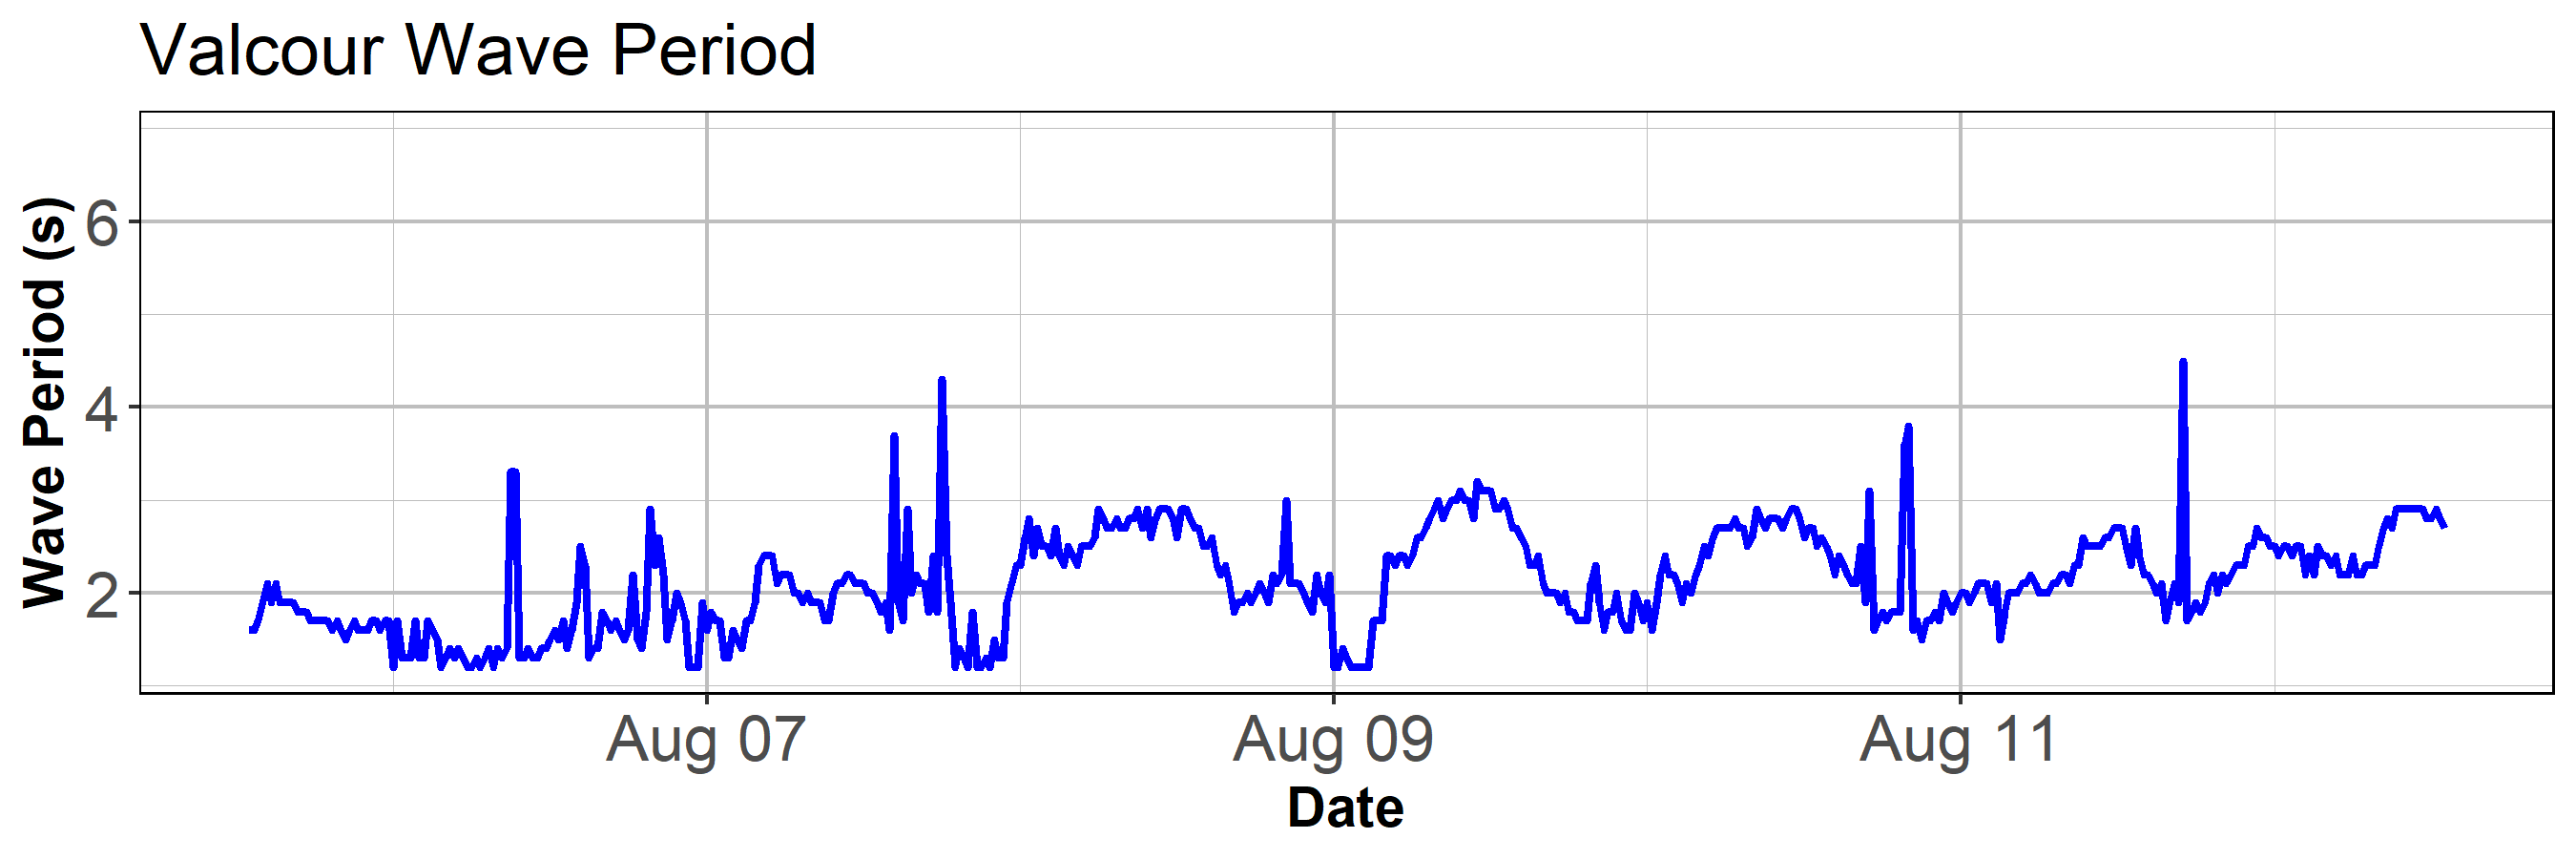 Valcour Wave Period
Wave Period (s)
6
4
2
Aug 07
Aug 09
Aug 11
Date